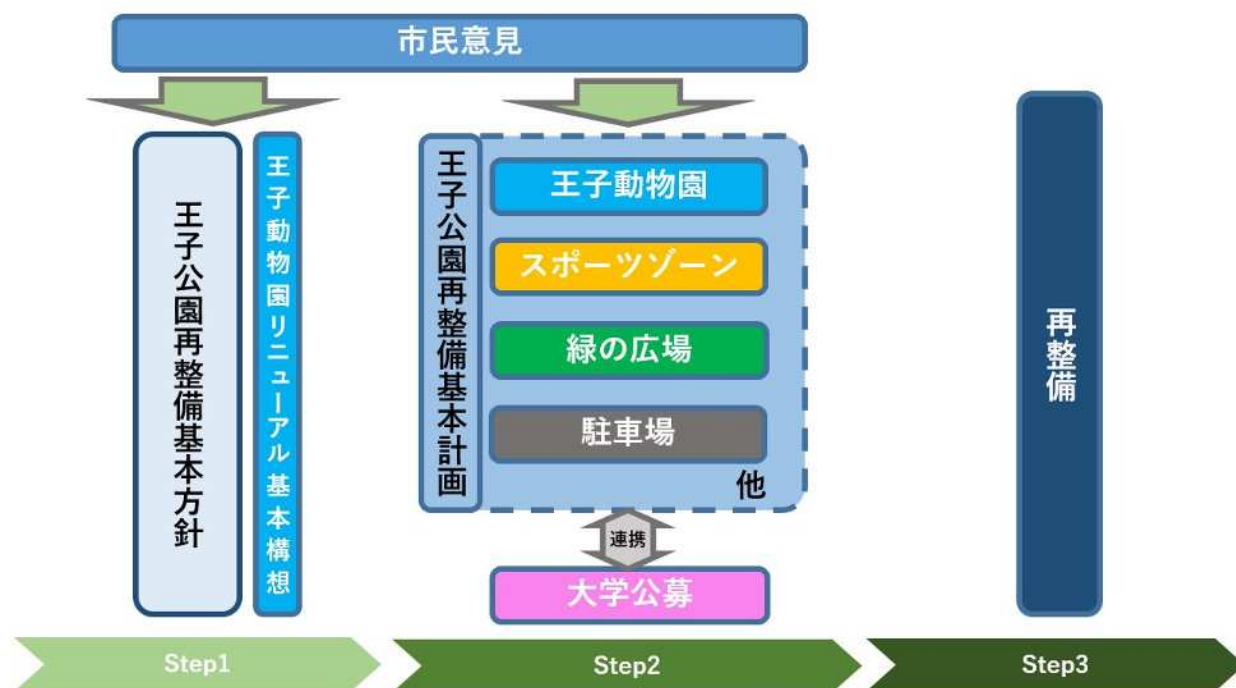 市民意見
王子公園再整備基本方針
王子動物園リニューアル基本構想
王子公園再整備基本計画
王子動物園
スポーツゾーン
緑の広場
駐車場
他
連携
大学公募
再整備
Step1
Step2
Step3